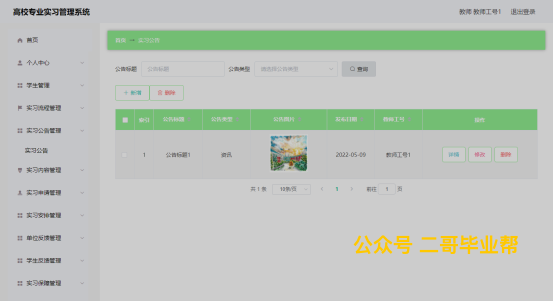 高校专业实习管理系统
教师 教师工号1 退出登录
首页
个人中心
学生管理
实习流程管理
实习公告管理
实习公告
实习内容管理
实习申请管理
实习安排管理
单位反馈管理
学生反馈管理
实习保障管理
首页 实习公告
公告标题 公告标题 公告类型 请选择公告类型 查询
+ 新增 删除
索引 公告标题 公告类型 公告图片 发布日期 教师工号 操作
1 公告标题1 资讯 2022-05-09 教师工号1 详情 修改 删除
共 1 条 10条/页 < 1 > 前往 1 页
公众号 二哥毕业帮